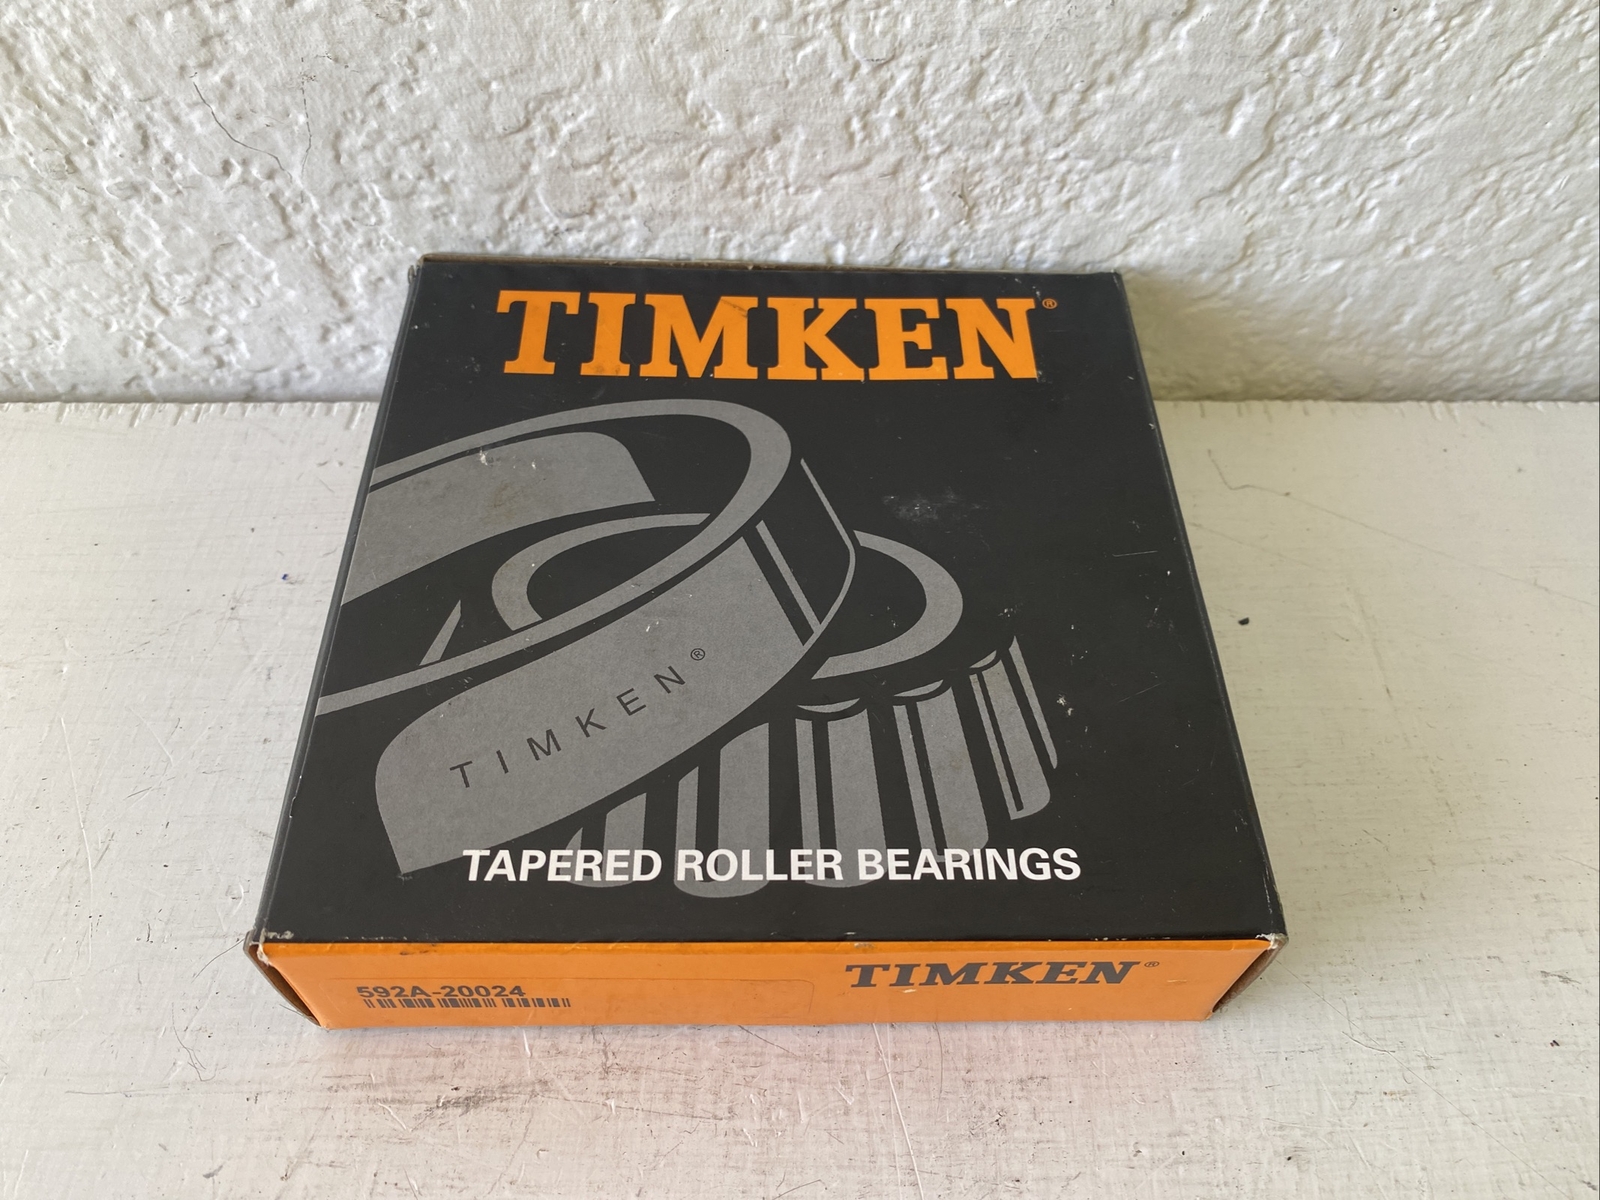 TIMKEN®
TIMKEN®
TAPERED ROLLER BEARINGS
592A-20024
TIMKEN®